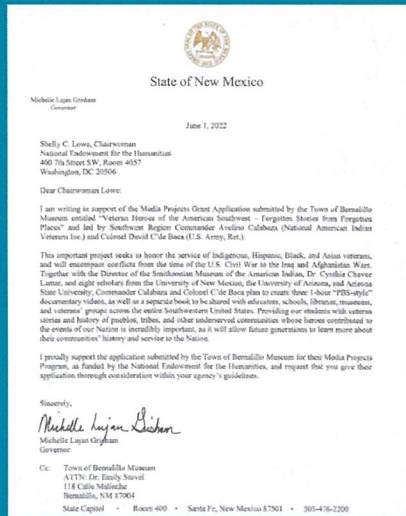 State of New Mexico
Michelle Lujan Grisham
Governor
June 1, 2022
Shelly C. Lowe, Chairwoman
National Endowment for the Humanities
400 7th Street SW, Room 4057
Washington, DC 20506
Dear Chairwoman Lowe:
I am writing in support of the Media Projects Grant Application submitted by the Town of Bernalillo
Museum entitled "Veteran Heroes of the American Southwest – Forgotten Stories from Forgotten
Places" and led by Southwest Region Commander Avelino Calabaza (National American Indian
Veterans Inc.) and Colonel David C'de Baca (U.S. Army, Ret.).
This important project seeks to honor the service of Indigenous, Hispanic, Black, and Asian veterans,
and will encompass conflicts from the time of the U.S. Civil War to the Iraq and Afghanistan Wars.
Together with the Director of the Smithsonian Museum of the American Indian, Dr. Cynthia Chavez
Lamar, and eight scholars from the University of New Mexico, the University of Arizona, and Arizona
State University, Commander Calabaza and Colonel C'de Baca plan to create three 1-hour "PBS-style"
documentary videos, as well as a separate book to be shared with educators, schools, libraries, museums,
and veterans' groups across the entire Southwestern United States. Providing our students with veteran
stories and history of pueblos, tribes, and other underserved communities whose heroes contributed to
the events of our Nation is incredibly important, as it will allow future generations to learn more about
their communities' history and service to the Nation.
I proudly support the application submitted by the Town of Bernalillo Museum for their Media Projects
Program, as funded by the National Endowment for the Humanities, and request that you give their
application thorough consideration within your agency's guidelines.
Sincerely,
Michelle Lujan Grisham
Michelle Lujan Grisham
Governor
Cc: Town of Bernalillo Museum
ATTN: Dr. Emily Stovel
118 Calle Malinche
Bernalillo, NM 87004
State Capitol • Room 400 • Santa Fe, New Mexico 87501 • 505-476-2200